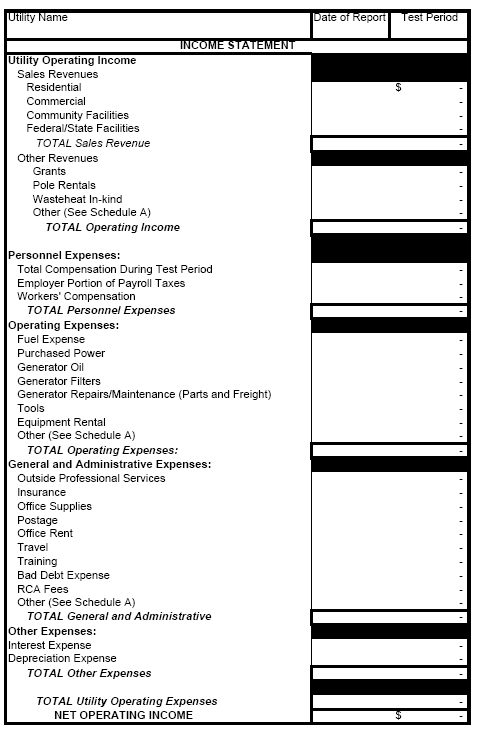 Utility Name Date of Report Test Period
INCOME STATEMENT
Utility Operating Income
Sales Revenues
Residential $ -
Commercial -
Community Facilities -
Federal/State Facilities -
TOTAL Sales Revenue -
Other Revenues
Grants -
Pole Rentals -
Wasteheat In-kind -
Other (See Schedule A) -
TOTAL Operating Income -
Personnel Expenses:
Total Compensation During Test Period -
Employer Portion of Payroll Taxes -
Workers' Compensation -
TOTAL Personnel Expenses -
Operating Expenses:
Fuel Expense -
Purchased Power -
Generator Oil -
Generator Filters -
Generator Repairs/Maintenance (Parts and Freight) -
Tools -
Equipment Rental -
Other (See Schedule A) -
TOTAL Operating Expenses: -
General and Administrative Expenses:
Outside Professional Services -
Insurance -
Office Supplies -
Postage -
Office Rent -
Travel -
Training -
Bad Debt Expense -
RCA Fees -
Other (See Schedule A) -
TOTAL General and Administrative -
Other Expenses:
Interest Expense -
Depreciation Expense -
TOTAL Other Expenses -
TOTAL Utility Operating Expenses -
NET OPERATING INCOME $ -